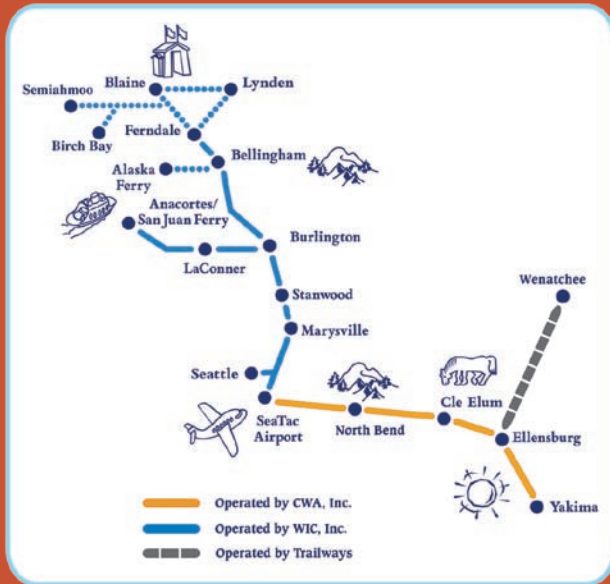 Blaine
Lynden
Semiahmoo
Birch Bay
Ferndale
Bellingham
Alaska
Ferry
Anacortes/
San Juan Ferry
Burlington
LaConner
Stanwood
Wenatchee
Marysville
Seattle
SeaTac
Airport
North Bend
Cle Elum
Ellensburg
Yakima
Operated by CWA, Inc.
Operated by WIC, Inc.
Operated by Trailways